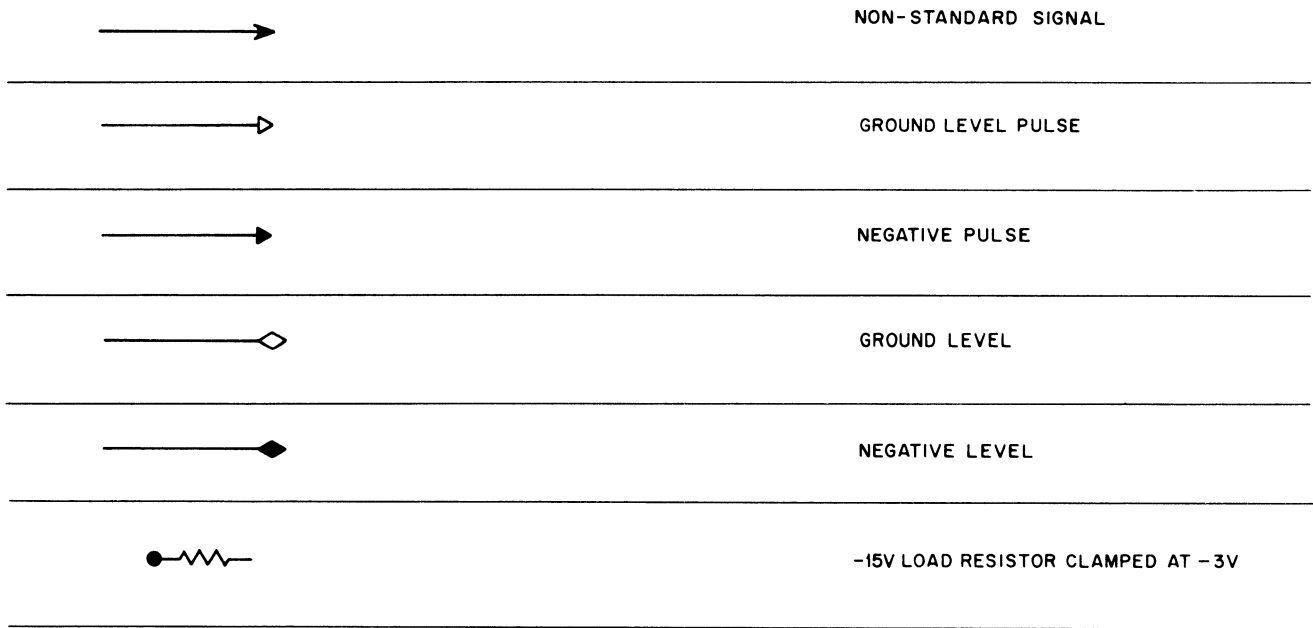 NON-STANDARD SIGNAL
GROUND LEVEL PULSE
NEGATIVE PULSE
GROUND LEVEL
NEGATIVE LEVEL
-15V LOAD RESISTOR CLAMPED AT -3V